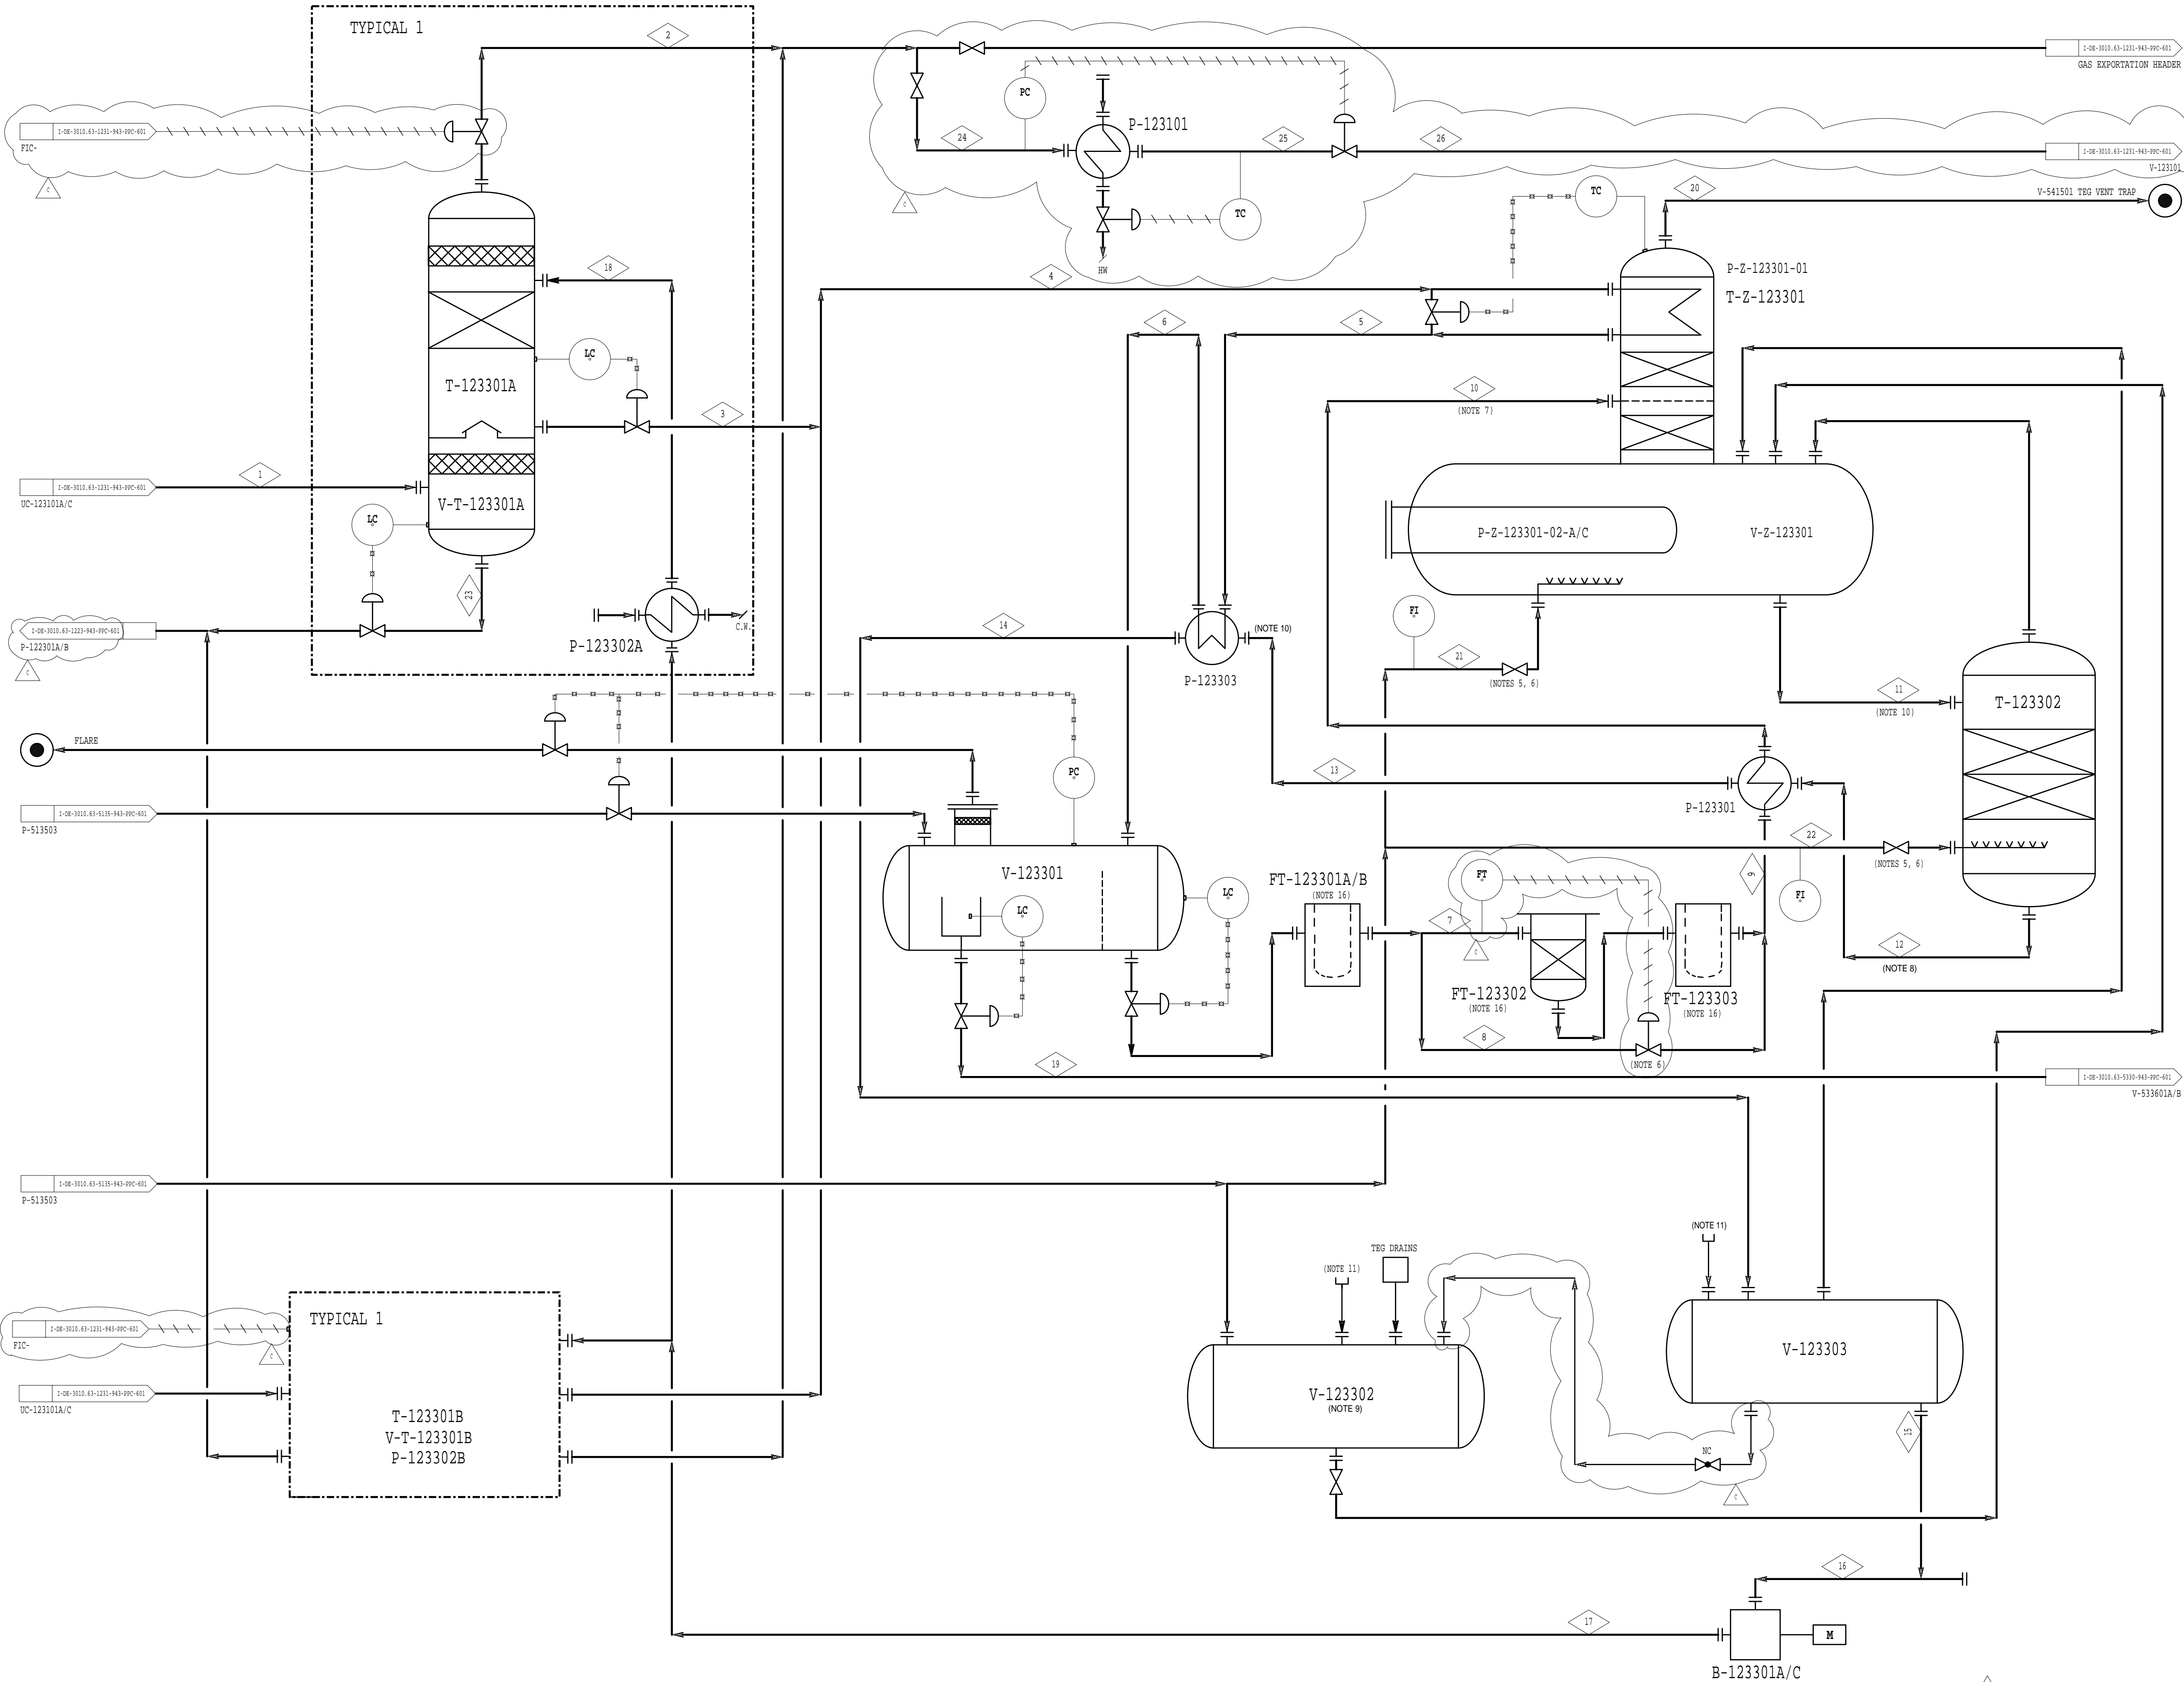 TYPICAL 1
2
I-DE-3010.63-1231-943-PPC-601
GAS EXPORTATION HEADER
PC
P-123101
I-DE-3010.63-1231-943-PPC-601
FIC-
C
24
25
26
I-DE-3010.63-1231-943-PPC-601
V-123101
C
TC
HW
TC
20
V-541501 TEG VENT TRAP
18
4
P-Z-123301-01
T-Z-123301
6
5
LC
T-123301A
3
10
(NOTE 7)
I-DE-3010.63-1231-943-PPC-601
UC-123101A/C
1
V-T-123301A
LC
P-Z-123301-02-A/C
V-Z-123301
23
C.W.
P-123302A
I-DE-3010.63-1223-943-PPC-601
P-122301A/B
C
14
(NOTE 10)
P-123303
FI
21
(NOTES 5, 6)
11
(NOTE 10)
T-123302
FLARE
PC
13
P-123301
I-DE-3010.63-5135-943-PPC-601
P-513503
22
(NOTES 5, 6)
FI
V-123301
LC
LC
FT-123301A/B
(NOTE 16)
FT
7
C
9
FT-123302
(NOTE 16)
FT-123303
(NOTE 16)
12
(NOTE 8)
8
(NOTE 6)
19
I-DE-3010.63-5330-943-PPC-601
V-533601A/B
I-DE-3010.63-5135-943-PPC-601
P-513503
(NOTE 11)
TEG DRAINS
(NOTE 11)
TYPICAL 1
I-DE-3010.63-1231-943-PPC-601
FIC-
C
V-123303
I-DE-3010.63-1231-943-PPC-601
UC-123101A/C
V-123302
(NOTE 9)
T-123301B
V-T-123301B
P-123302B
15
NC
C
16
17
M
B-123301A/C